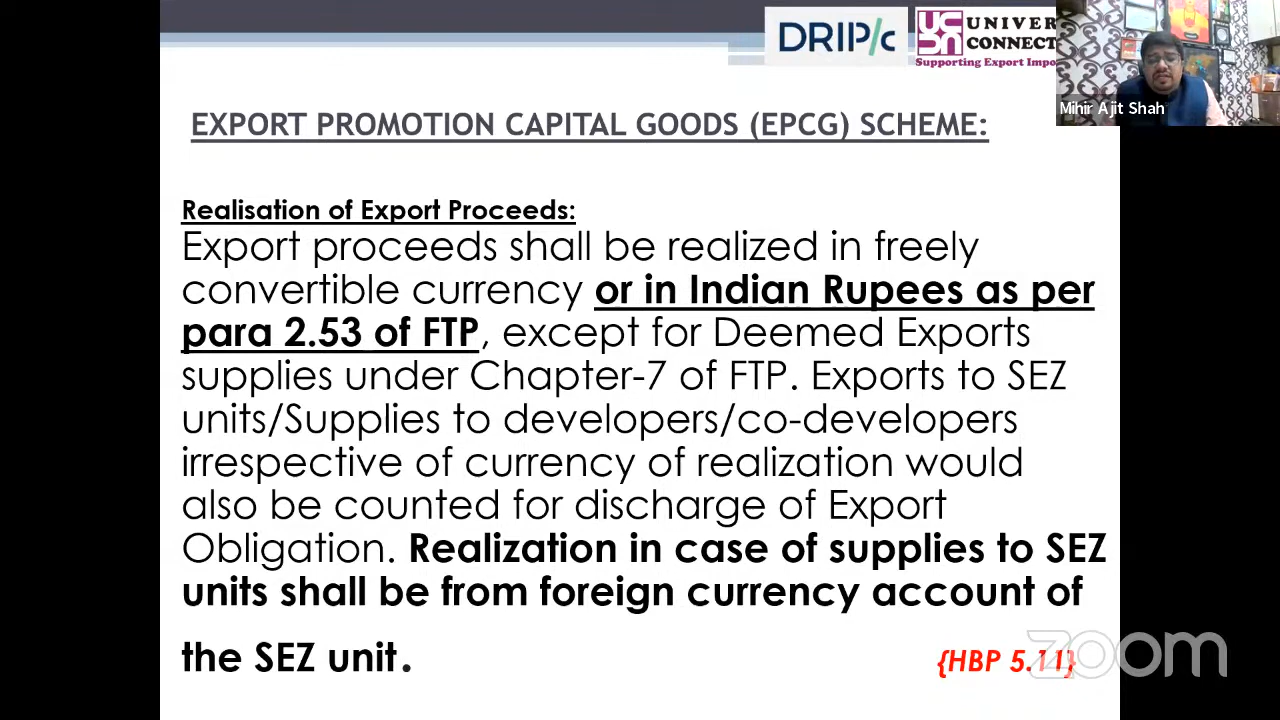 DRIP/c
UNIVER
CONNECT
Supporting Export Impo
Mihir Ajit Shah
EXPORT PROMOTION CAPITAL GOODS (EPCG) SCHEME:
Realisation of Export Proceeds:
Export proceeds shall be realized in freely
convertible currency or in Indian Rupees as per
para 2.53 of FTP, except for Deemed Exports
supplies under Chapter-7 of FTP. Exports to SEZ
units/Supplies to developers/co-developers
irrespective of currency of realization would
also be counted for discharge of Export
Obligation. Realization in case of supplies to SEZ
units shall be from foreign currency account of
the SEZ unit.
{HBP 5.11}
zoom